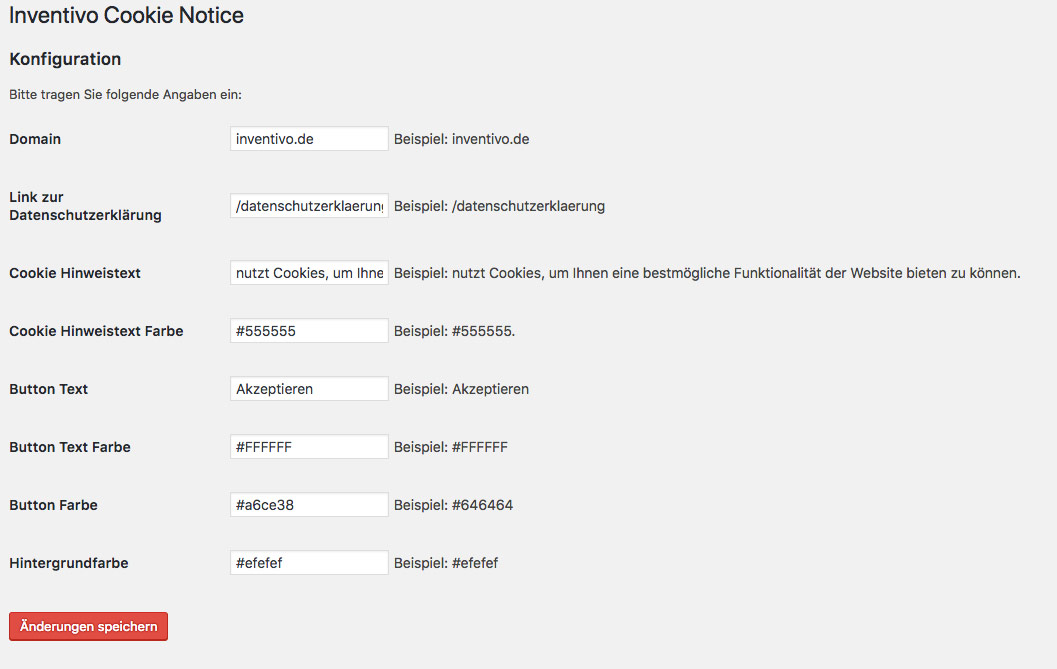 Inventivo Cookie Notice
Konfiguration
Bitte tragen Sie folgende Angaben ein:
Domain inventivo.de Beispiel: inventivo.de
Link zur
Datenschutzerklärung /datenschutzerklaerung Beispiel: /datenschutzerklaerung
Cookie Hinweistext nutzt Cookies, um Ihne Beispiel: nutzt Cookies, um Ihnen eine bestmögliche Funktionalität der Website bieten zu können.
Cookie Hinweistext Farbe #555555 Beispiel: #555555.
Button Text Akzeptieren Beispiel: Akzeptieren
Button Text Farbe #FFFFFF Beispiel: #FFFFFF
Button Farbe #a6ce38 Beispiel: #646464
Hintergrundfarbe #efefef Beispiel: #efefef
Änderungen speichern